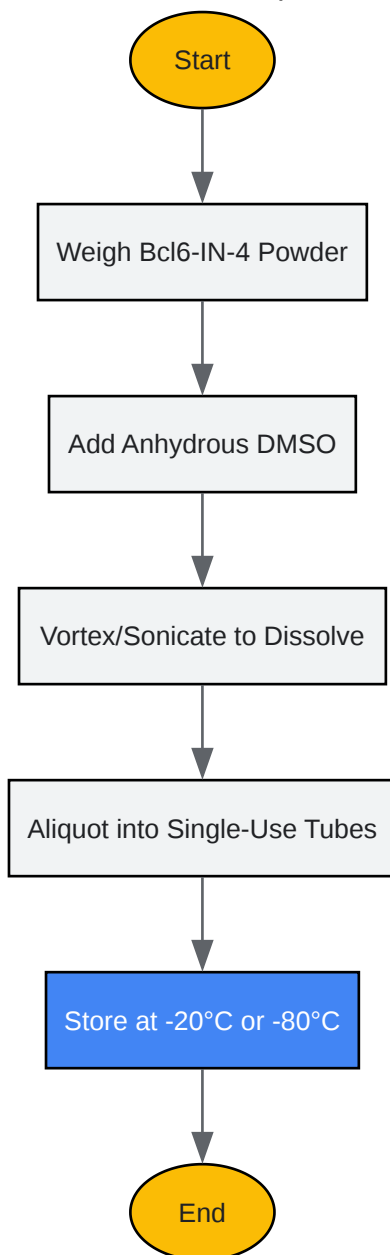 Start
Weigh Bcl6-IN-4 Powder
Add Anhydrous DMSO
Vortex/Sonicate to Dissolve
Aliquot into Single-Use Tubes
Store at -20°C or -80°C
End